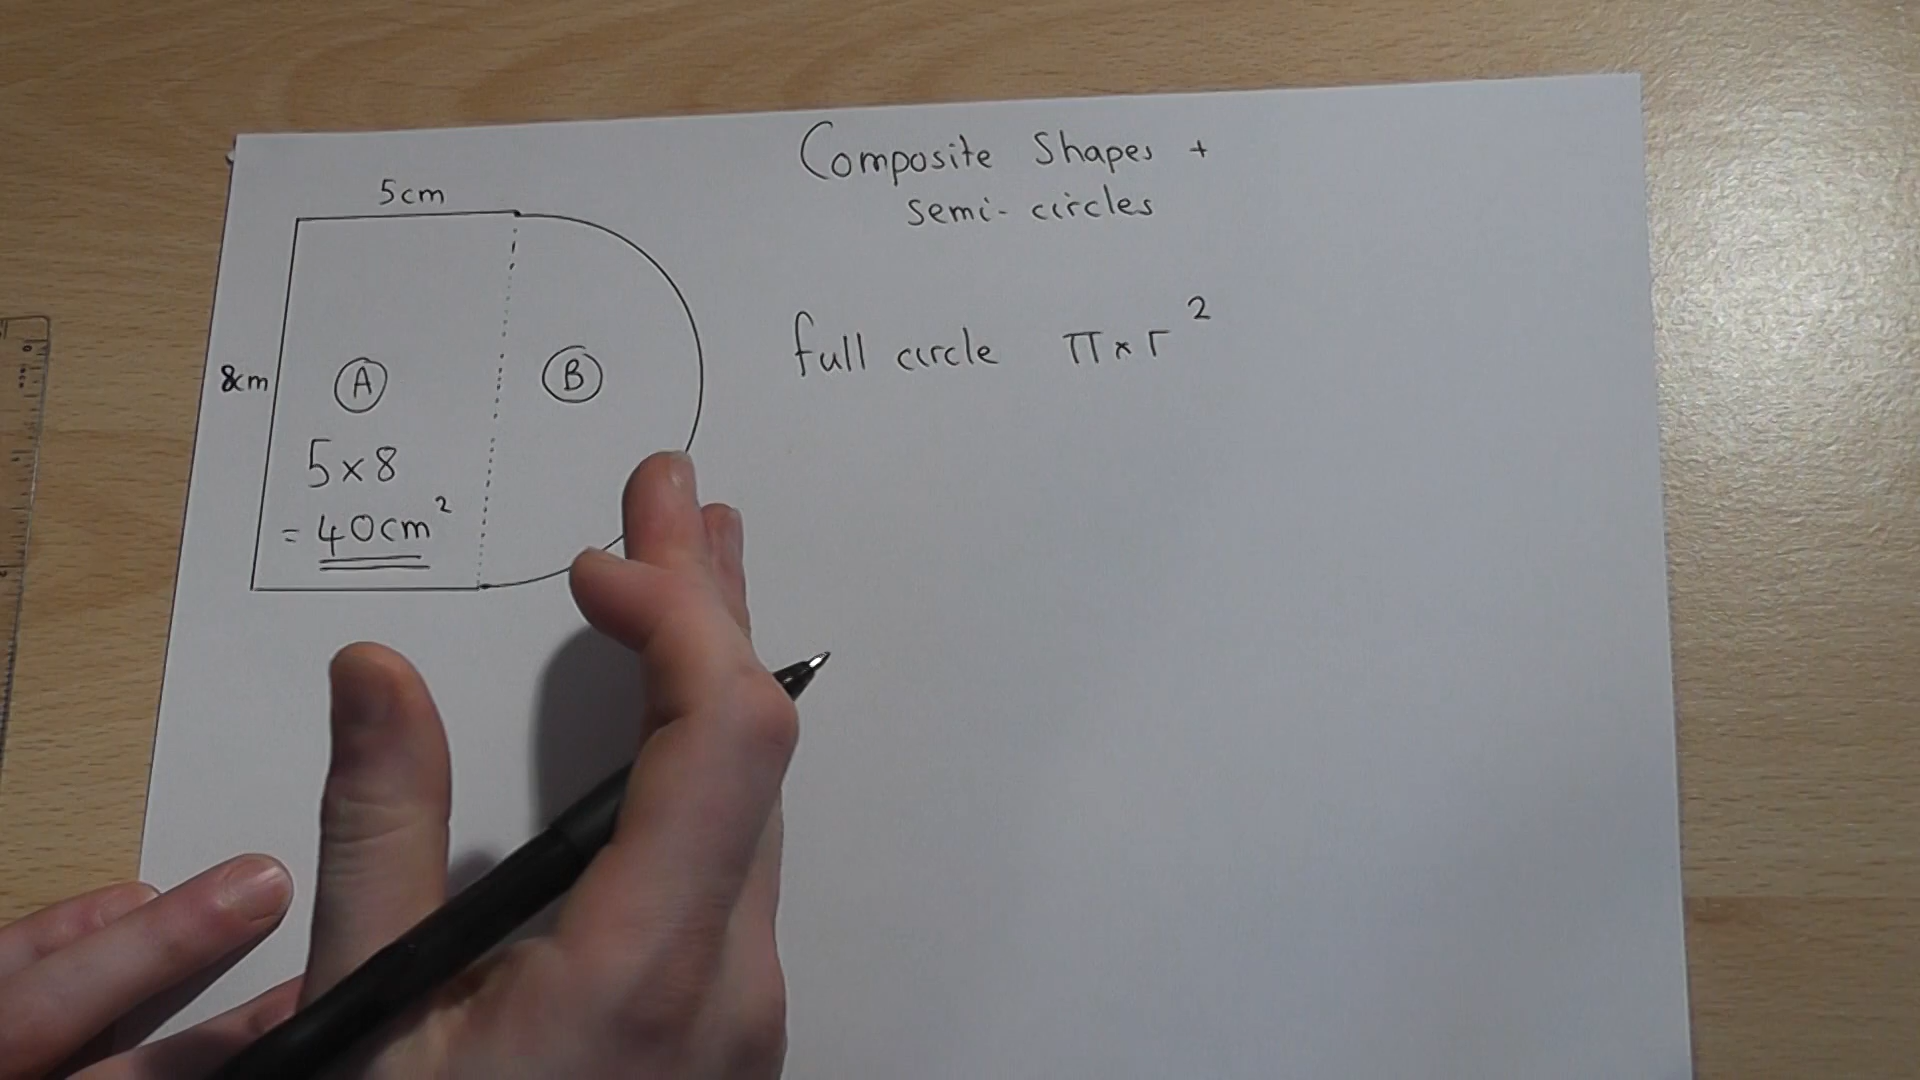 Composite Shapes +
semi-circles
5cm
full circle π×r²
8cm
A
B
5×8
=40cm²